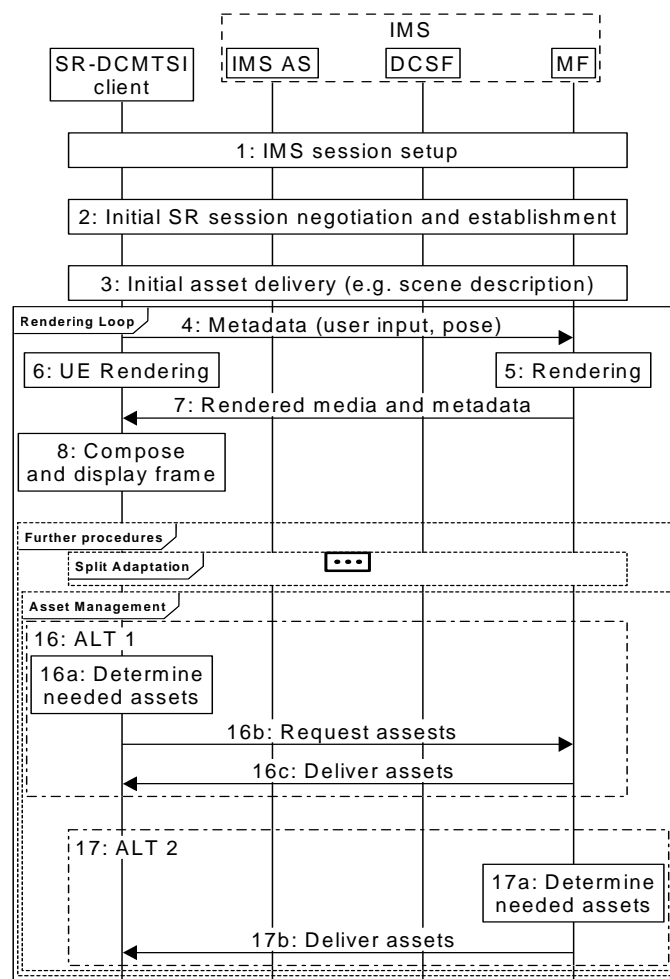 IMS
SR-DCMTSI
client
IMS AS
DCSF
MF
1: IMS session setup
2: Initial SR session negotiation and establishment
3: Initial asset delivery (e.g. scene description)
Rendering Loop
4: Metadata (user input, pose)
6: UE Rendering
5: Rendering
7: Rendered media and metadata
8: Compose
and display frame
Further procedures
Split Adaptation
...
Asset Management
16: ALT 1
16a: Determine
needed assets
16b: Request assests
16c: Deliver assets
17: ALT 2
17a: Determine
needed assets
17b: Deliver assets